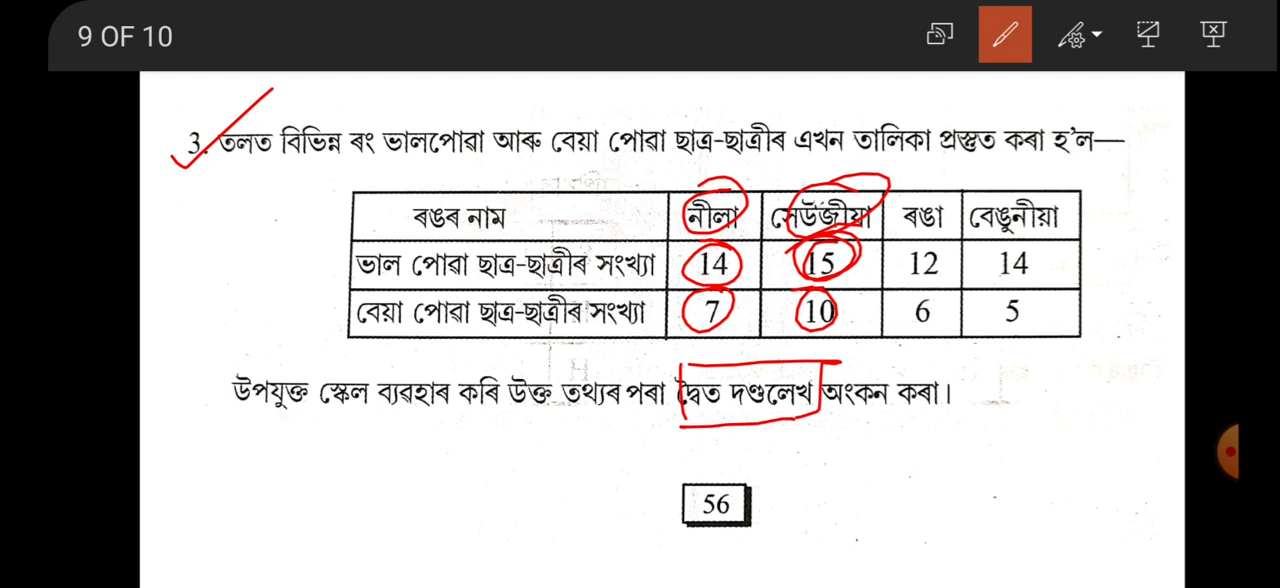 9 OF 10
3. তলত বিভিন্ন ৰং ভালপোৱা আৰু বেয়া পোৱা ছাত্ৰ-ছাত্ৰীৰ এখন তালিকা প্ৰস্তুত কৰা হ'ল—
ৰঙৰ নাম নীলা সেউজীয়া ৰঙা বেঙুনীয়া
ভাল পোৱা ছাত্ৰ-ছাত্ৰীৰ সংখ্যা 14 15 12 14
বেয়া পোৱা ছাত্ৰ-ছাত্ৰীৰ সংখ্যা 7 10 6 5
উপযুক্ত স্কেল ব্যৱহাৰ কৰি উক্ত তথ্যৰ পৰা দ্বৈত দণ্ডলেখ অংকন কৰা।
56